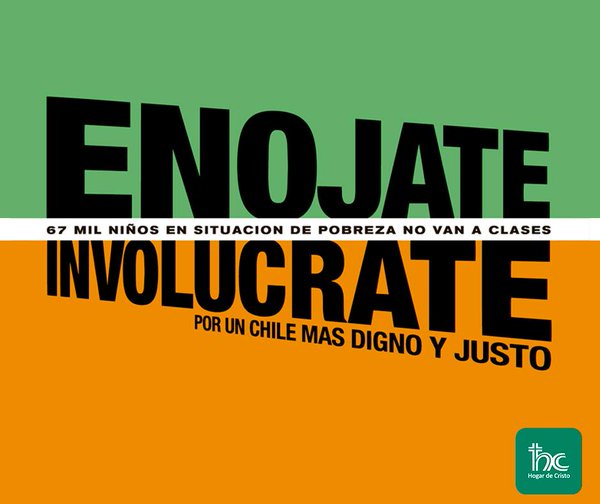 ENOJATE
67 MIL NIÑOS EN SITUACION DE POBREZA NO VAN A CLASES
INVOLUCRATE
POR UN CHILE MAS DIGNO Y JUSTO
hc
Hogar de Cristo